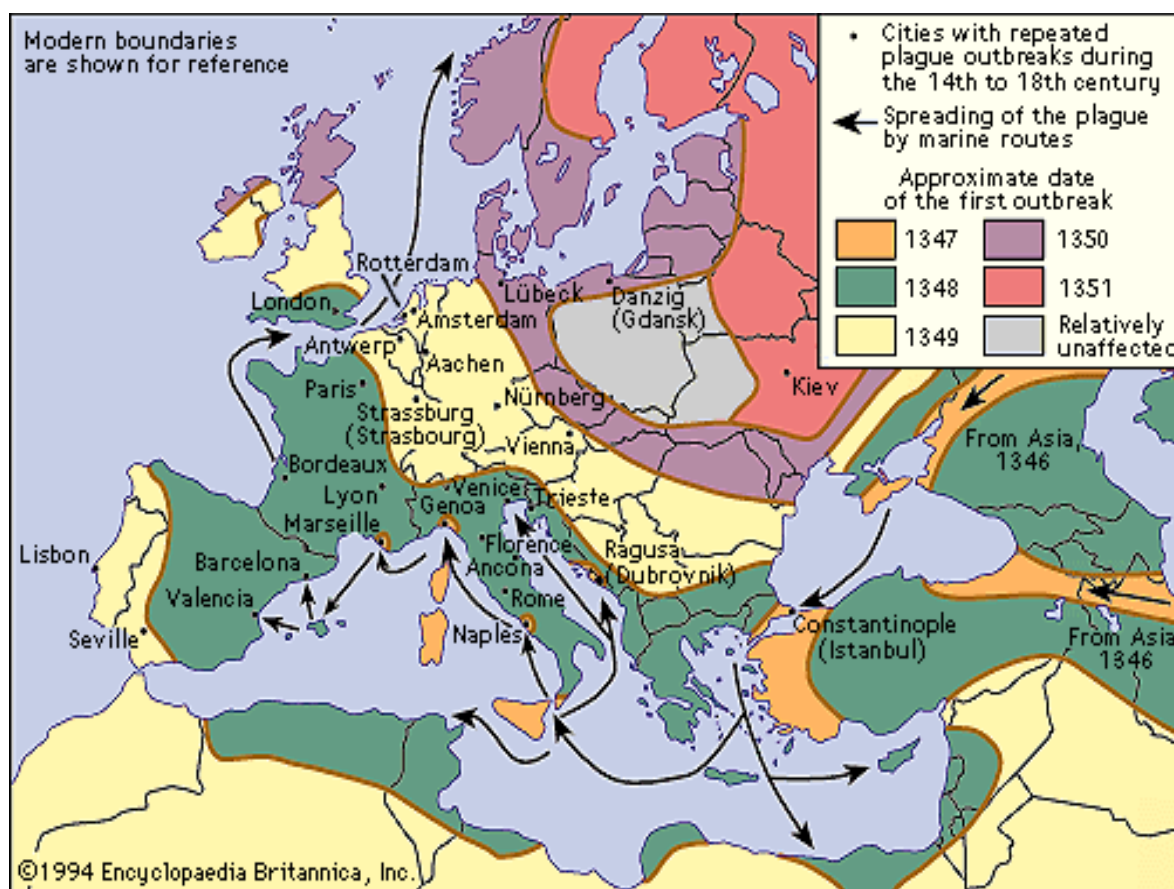 Modern boundaries
are shown for reference
Cities with repeated
plague outbreaks during
the 14th to 18th century
Spreading of the plague
by marine routes
Approximate date
of the first outbreak
1347
1350
1348
1351
1349
Relatively
unaffected
Rotterdam
London
Lübeck
Danzig
(Gdansk)
Amsterdam
Antwerp
Aachen
Paris
Nürnberg
Kiev
Strassburg
(Strasbourg)
Vienna
From Asia,
1346
Bordeaux
Lyon
Venice
Trieste
Genoa
Marseille
Lisbon
Florence
Barcelona
Ancona
Ragusa
(Dubrovnik)
Valencia
Rome
Seville
Naples
Constantinople
(Istanbul)
From Asia
1346
©1994 Encyclopaedia Britannica, Inc.